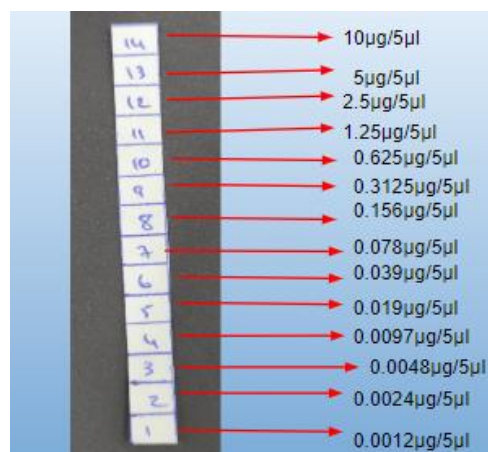 14 10µg/5µl
13 5µg/5µl
12 2.5µg/5µl
11 1.25µg/5µl
10 0.625µg/5µl
9 0.3125µg/5µl
8 0.156µg/5µl
7 0.078µg/5µl
6 0.039µg/5µl
5 0.019µg/5µl
4 0.0097µg/5µl
3 0.0048µg/5µl
2 0.0024µg/5µl
1 0.0012µg/5µl